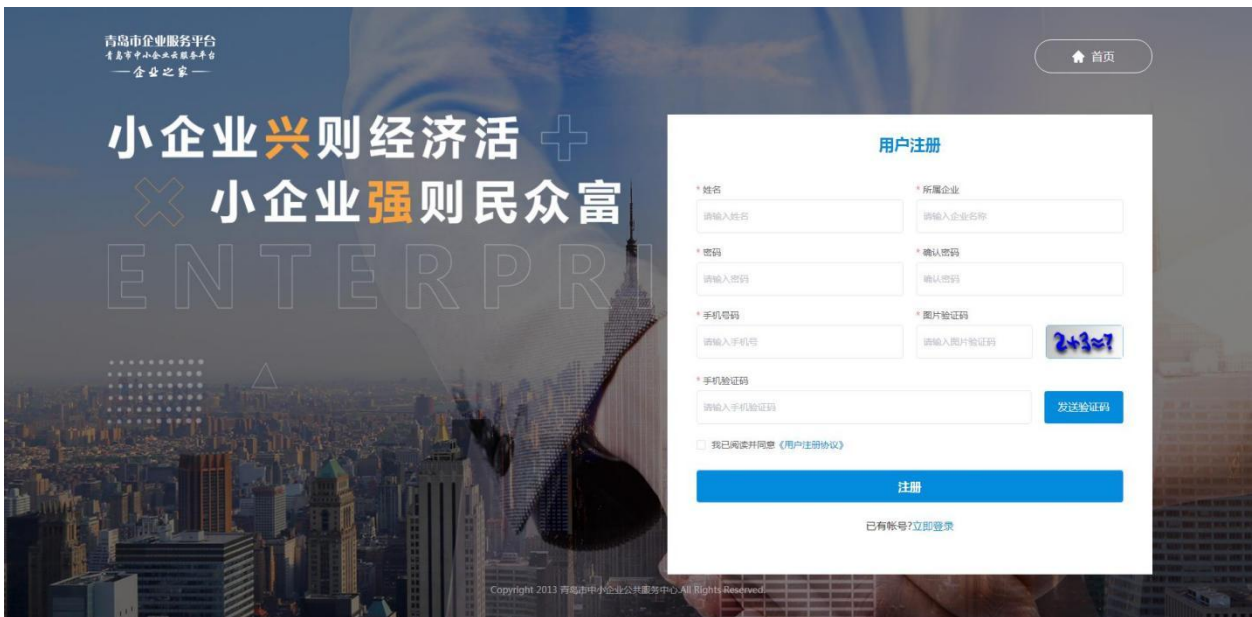 青岛市企业服务平台
青岛市中小企业云服务平台
企业之家
首页
小企业兴则经济活
小企业强则民众富
ENTERPRI
用户注册
* 姓名
* 所属企业
请输入姓名
请输入企业名称
* 密码
* 确认密码
请输入密码
确认密码
* 手机号码
* 图片验证码
请输入手机号
请输入图片验证码
2+3=?
* 手机验证码
请输入手机验证码
发送验证码
我已阅读并同意《用户注册协议》
注册
已有帐号?立即登录
Copyright 2013 青岛市中小企业公共服务中心.All Rights Reserved.